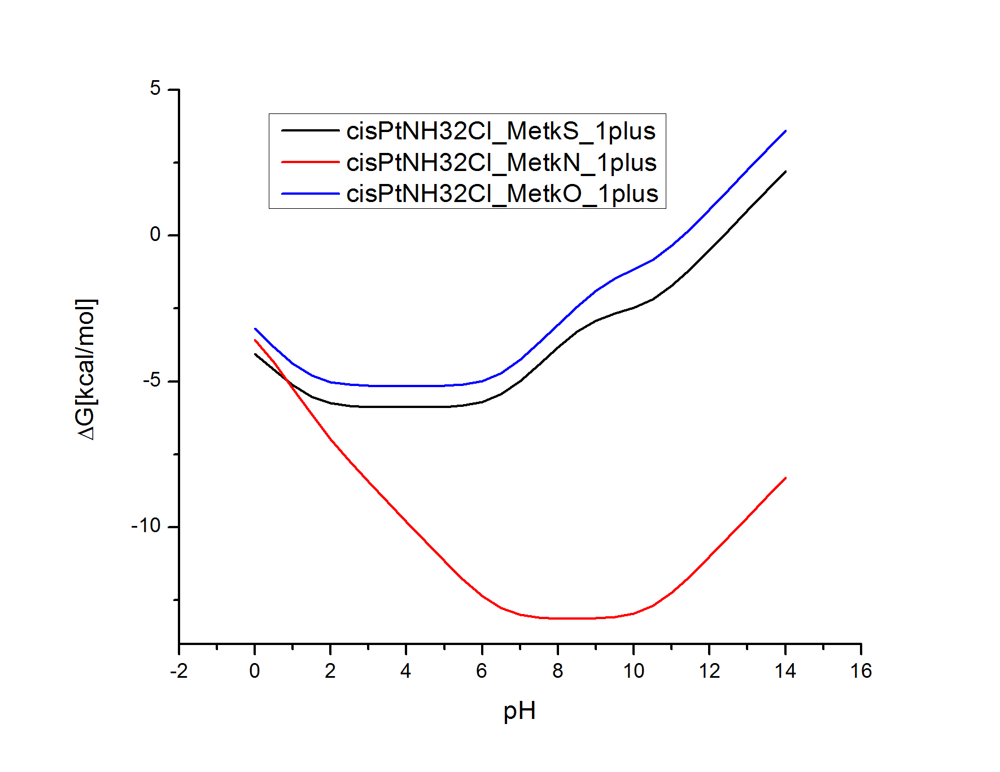 5
0
-5
-10
ΔG[kcal/mol]
cisPtNH32Cl_MetkS_1plus
cisPtNH32Cl_MetkN_1plus
cisPtNH32Cl_MetkO_1plus
-2 0 2 4 6 8 10 12 14 16
pH